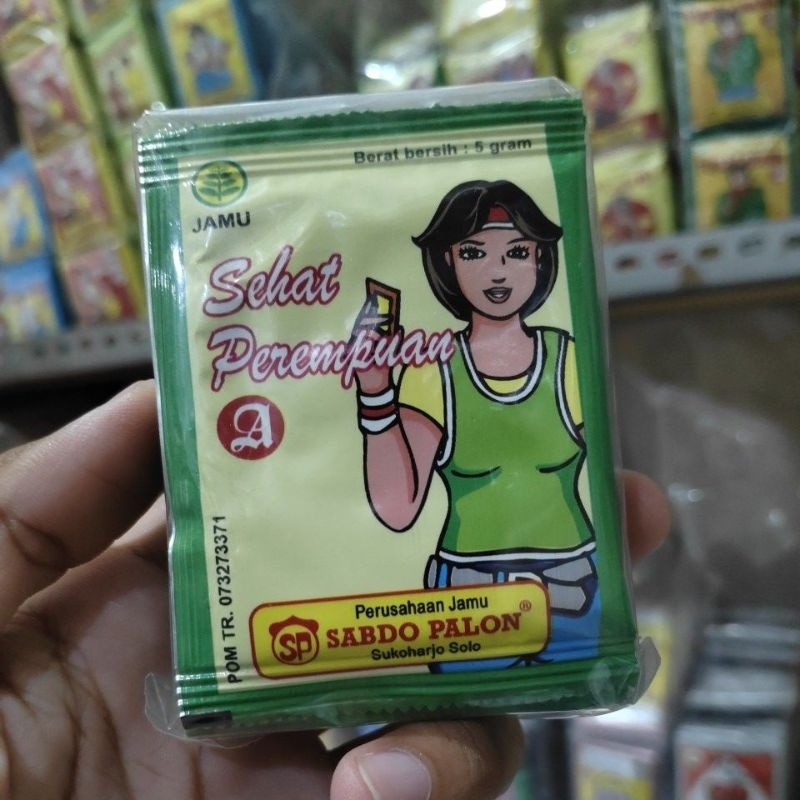 Berat bersih : 5 gram
JAMU
Sehat
Perempuan
A
POM TR. 073273371
Perusahaan Jamu
SP SABDO PALON®
Sukoharjo Solo